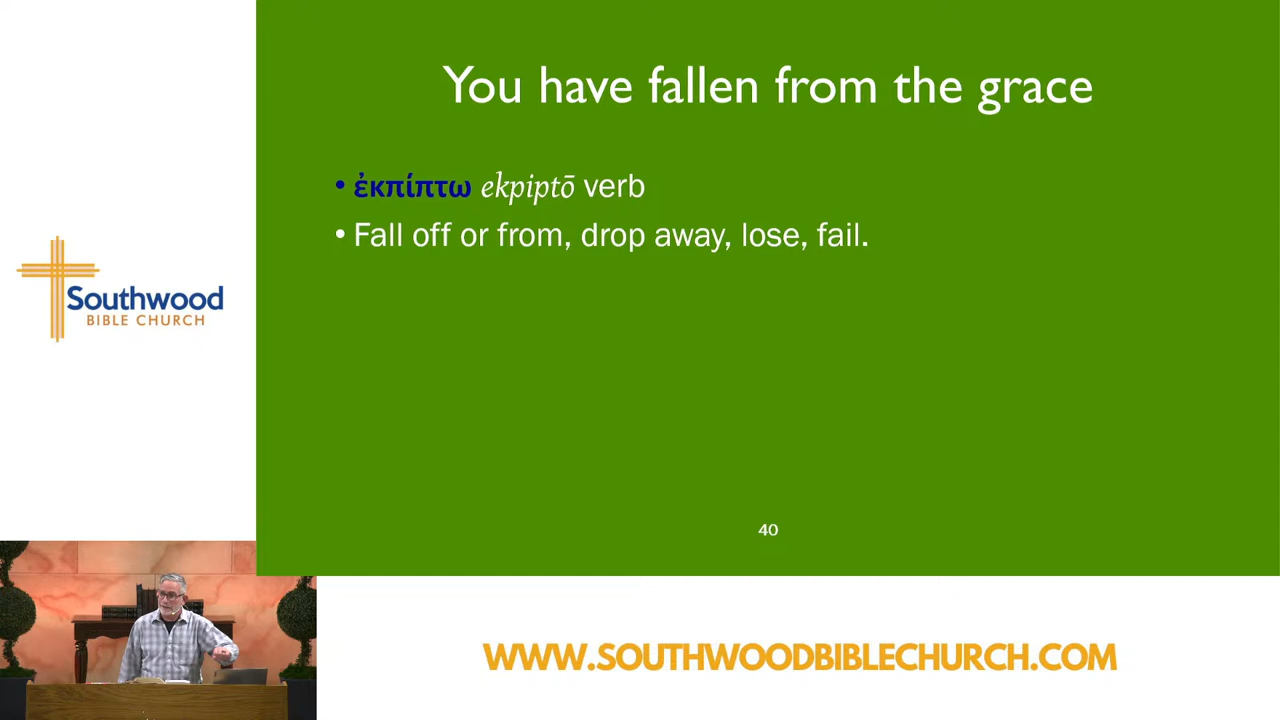 You have fallen from the grace
• ἐκπίπτω ekpiptō verb
• Fall off or from, drop away, lose, fail.
40
Southwood
BIBLE CHURCH
WWW.SOUTHWOODBIBLECHURCH.COM